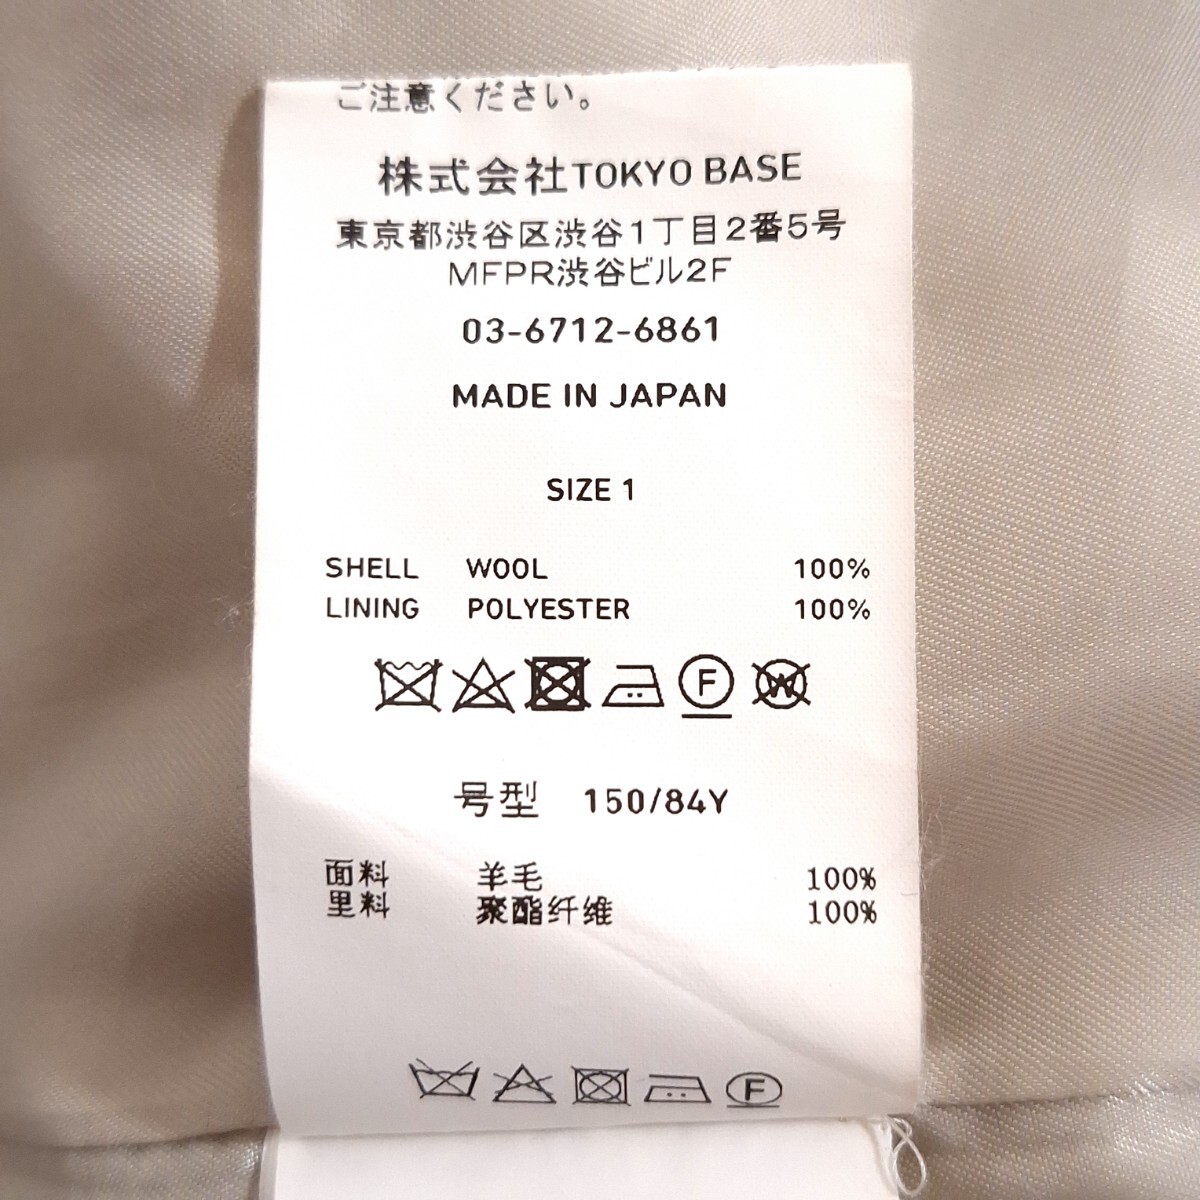 ご注意ください。
株式会社TOKYO BASE
東京都渋谷区渋谷1丁目2番5号
MFPR渋谷ビル2F
03-6712-6861
MADE IN JAPAN
SIZE 1
SHELL WOOL 100%
LINING POLYESTER 100%
F W
号型 150/84Y
面料 羊毛 100%
里料 聚酯纤维 100%
F